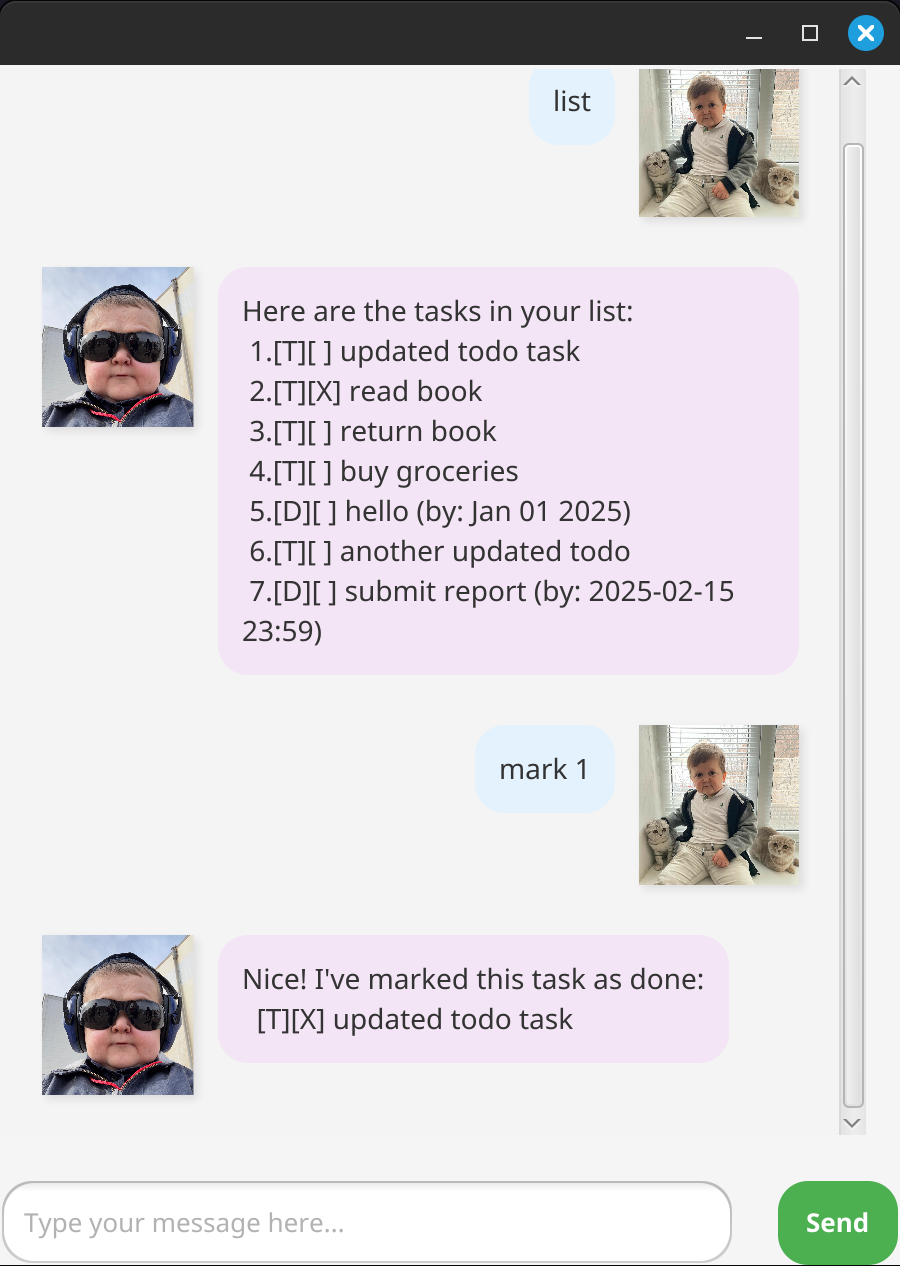 list
Here are the tasks in your list:
1.[T][ ] updated todo task
2.[T][X] read book
3.[T][ ] return book
4.[T][ ] buy groceries
5.[D][ ] hello (by: Jan 01 2025)
6.[T][ ] another updated todo
7.[D][ ] submit report (by: 2025-02-15
23:59)
mark 1
Nice! I've marked this task as done:
[T][X] updated todo task
Type your message here...
Send